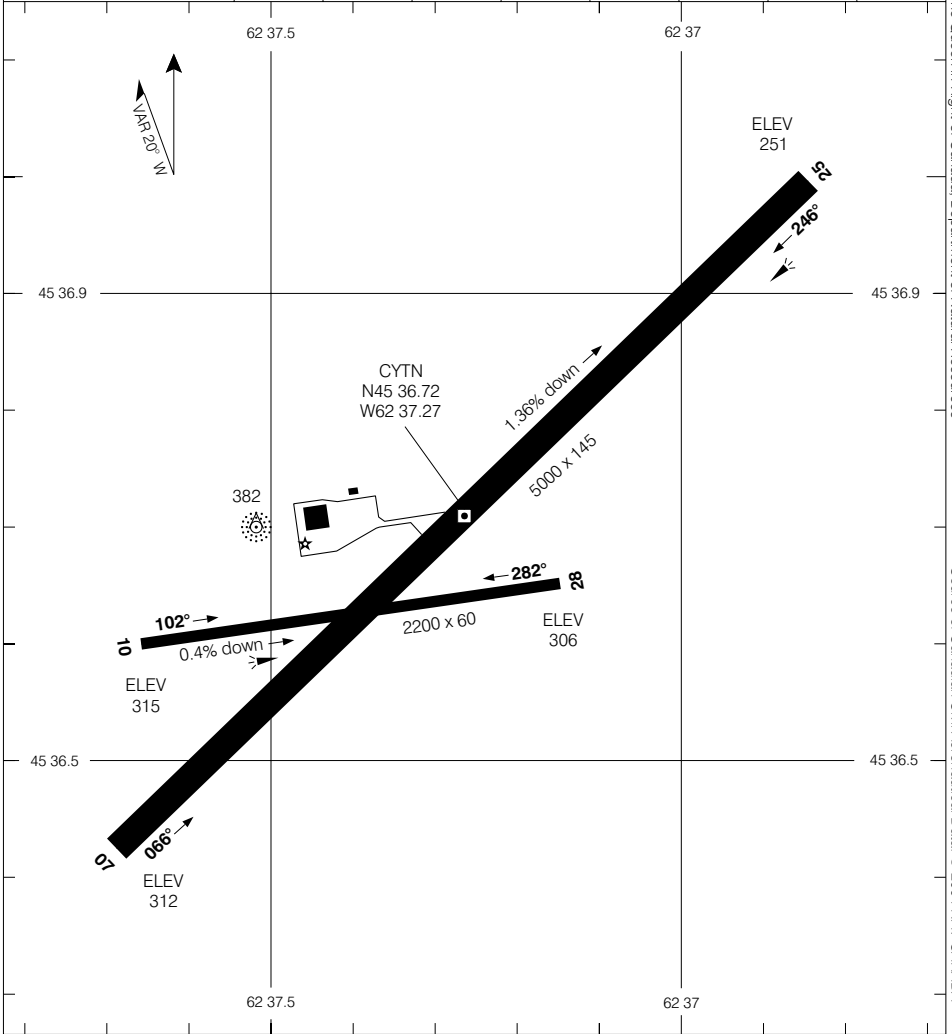 62 37.5
62 37
VAR 20° W
ELEV
251
25
246°
45 36.9
45 36.9
CYTN
N45 36.72
W62 37.27
1.36% down
5000 x 145
382
282°
28
102°
10
2200 x 60
0.4% down
ELEV
306
ELEV
315
45 36.5
45 36.5
066°
07
ELEV
312
62 37.5
62 37